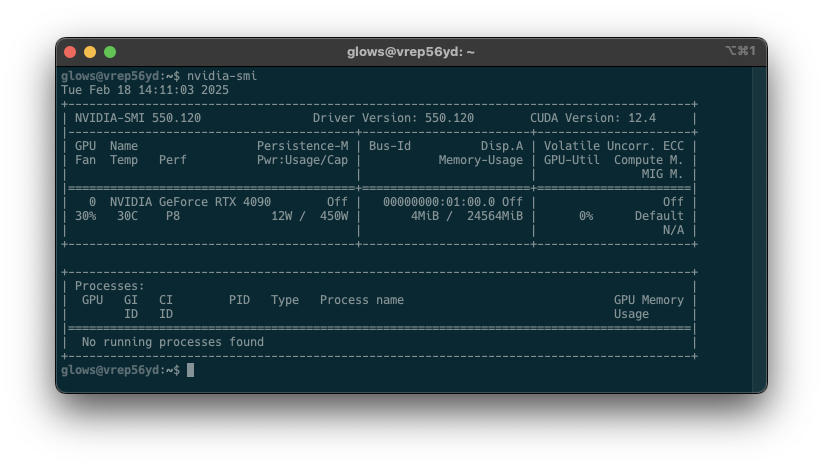 glows@vrep56yd: ~
⌥⌘1
glows@vrep56yd:~$ nvidia-smi
Tue Feb 18 14:11:03 2025
+-----------------------------------------------------------------------------------------+
| NVIDIA-SMI 550.120                Driver Version: 550.120        CUDA Version: 12.4     |
|-----------------------------------------+------------------------+----------------------+
| GPU  Name                 Persistence-M | Bus-Id          Disp.A | Volatile Uncorr. ECC |
| Fan  Temp   Perf          Pwr:Usage/Cap |           Memory-Usage | GPU-Util  Compute M. |
|                                         |                        |               MIG M. |
|=========================================+========================+======================|
|   0  NVIDIA GeForce RTX 4090        Off |   00000000:01:00.0 Off |                  Off |
| 30%   30C    P8              12W /  450W |       4MiB /  24564MiB |      0%      Default |
|                                         |                        |                  N/A |
+-----------------------------------------+------------------------+----------------------+
+-----------------------------------------------------------------------------------------+
| Processes:                                                                              |
|  GPU   GI   CI        PID   Type   Process name                              GPU Memory |
|        ID   ID                                                               Usage      |
|=========================================================================================|
|  No running processes found                                                             |
+-----------------------------------------------------------------------------------------+
glows@vrep56yd:~$